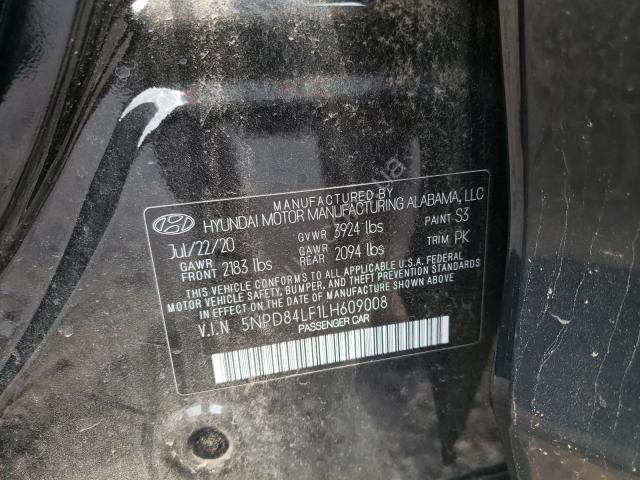 MANUFACTURED BY
HYUNDAI MOTOR MANUFACTURING ALABAMA, LLC
Jul/22/20 GVWR 3924 lbs PAINT S3
GAWR FRONT 2183 lbs GAWR REAR 2094 lbs TRIM PK
THIS VEHICLE CONFORMS TO ALL APPLICABLE U.S.A. FEDERAL
MOTOR VEHICLE SAFETY, BUMPER, AND THEFT PREVENTION STANDARDS
IN EFFECT ON THE DATE OF MANUFACTURE SHOWN ABOVE.
V.I.N 5NPD84LF1LH609008
PASSENGER CAR